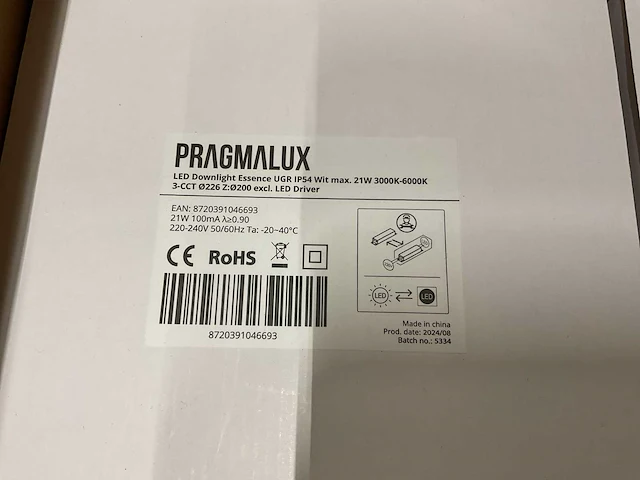 PRAGMALUX
LED Downlight Essence UGR IP54 Wit max. 21W 3000K-6000K
3-CCT Ø226 Z:Ø200 excl. LED Driver
EAN: 8720391046693
21W 100mA λ≥0.90
220-240V 50/60Hz Ta: -20~40°C
CE RoHS
LED LED
8720391046693
Made in china
Prod. date: 2024/08
Batch no.: 5334